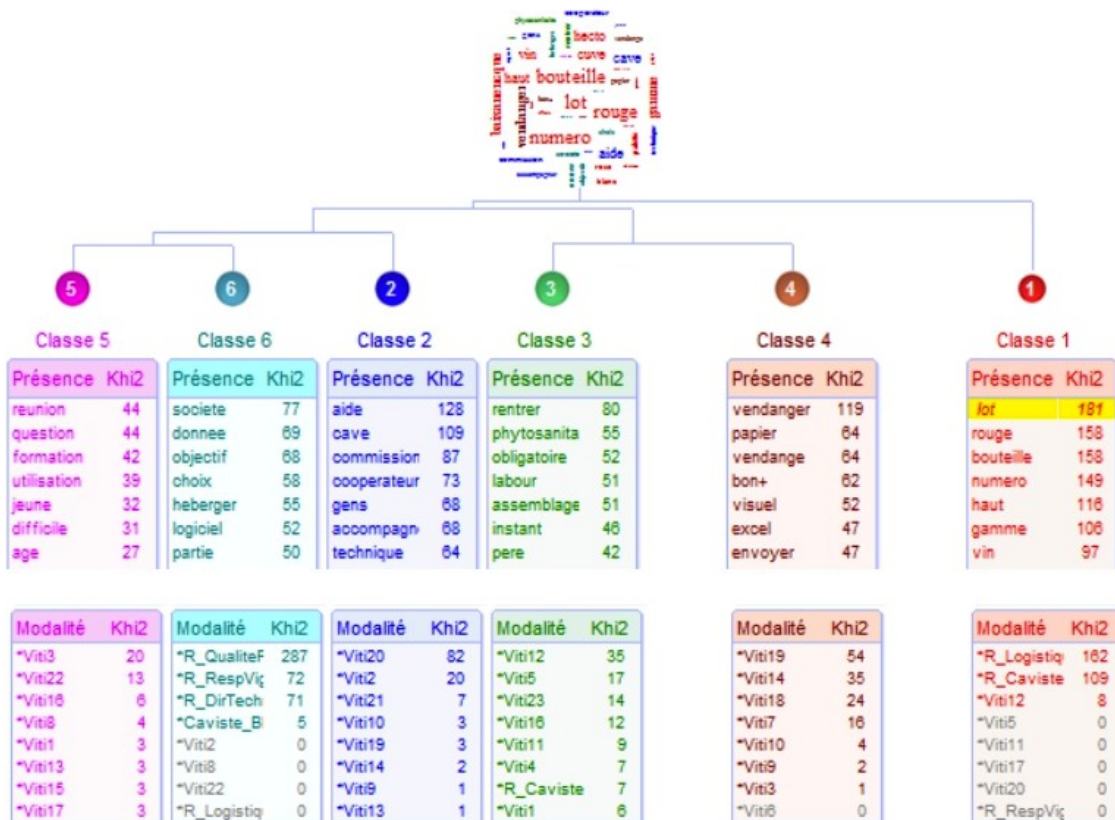 hecto
vin
cuve
cave
haut
bouteille
papier
lot
rouge
vendanger
gamme
numero
aide
5
6
2
3
4
1
Classe 5
Classe 6
Classe 2
Classe 3
Classe 4
Classe 1
Présence Khi2
reunion 44
question 44
formation 42
utilisation 39
jeune 32
difficile 31
age 27
Présence Khi2
societe 77
donnee 69
objectif 68
choix 58
heberger 55
logiciel 52
partie 50
Présence Khi2
aide 128
cave 109
commission 87
cooperateur 73
gens 68
accompagn 68
technique 64
Présence Khi2
rentrer 80
phytosanita 55
obligatoire 52
labour 51
assemblage 51
instant 46
pere 42
Présence Khi2
vendanger 119
papier 64
vendange 64
bon+ 62
visuel 52
excel 47
envoyer 47
Présence Khi2
lot 181
rouge 158
bouteille 158
numero 149
haut 116
gamme 106
vin 97
Modalité Khi2
*Viti3 20
*Viti22 13
*Viti16 6
*Viti8 4
*Viti1 3
*Viti13 3
*Viti15 3
*Viti17 3
Modalité Khi2
*R_QualiteF 287
*R_RespVig 72
*R_DirTech 71
*Caviste_Bl 5
*Viti2 0
*Viti8 0
*Viti22 0
*R_Logistiq 0
Modalité Khi2
*Viti20 82
*Viti2 20
*Viti21 7
*Viti10 3
*Viti19 3
*Viti14 2
*Viti9 1
*Viti13 1
Modalité Khi2
*Viti12 35
*Viti5 17
*Viti23 14
*Viti16 12
*Viti11 9
*Viti4 7
*R_Caviste 7
*Viti1 6
Modalité Khi2
*Viti19 54
*Viti14 35
*Viti18 24
*Viti7 16
*Viti10 4
*Viti9 2
*Viti3 1
*Viti6 0
Modalité Khi2
*R_Logistiq 162
*R_Caviste 109
*Viti12 8
*Viti5 0
*Viti11 0
*Viti17 0
*Viti20 0
*R_RespVig 0